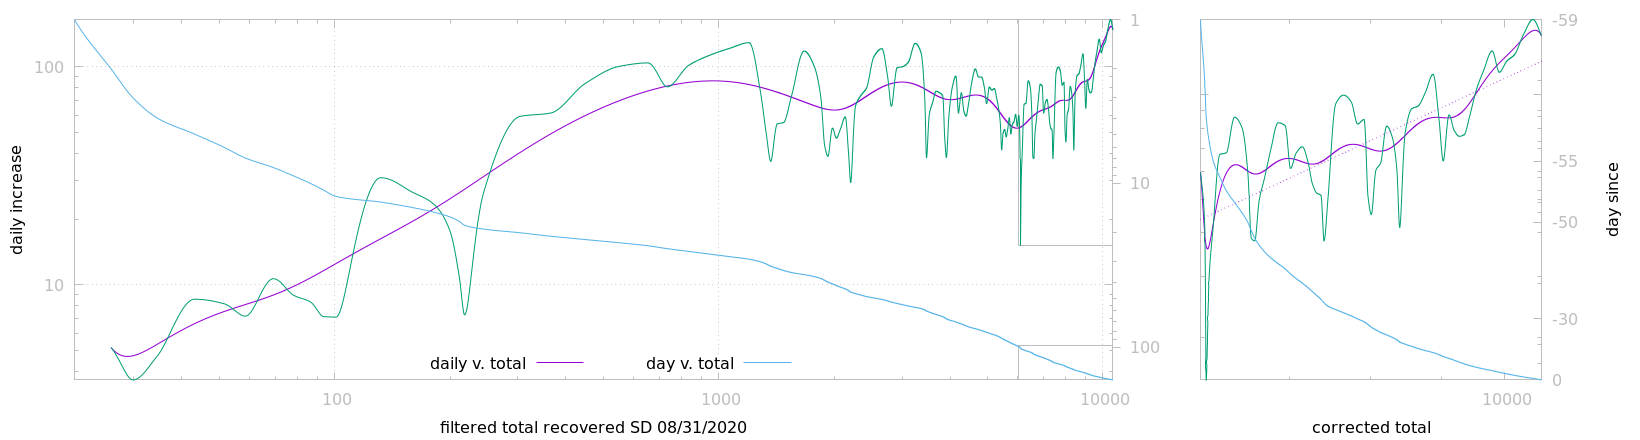 daily increase
100
10
daily v. total
day v. total
100
1000
10000
filtered total recovered SD 08/31/2020
1
10
100
-59
-55
-50
-30
0
day since
10000
corrected total